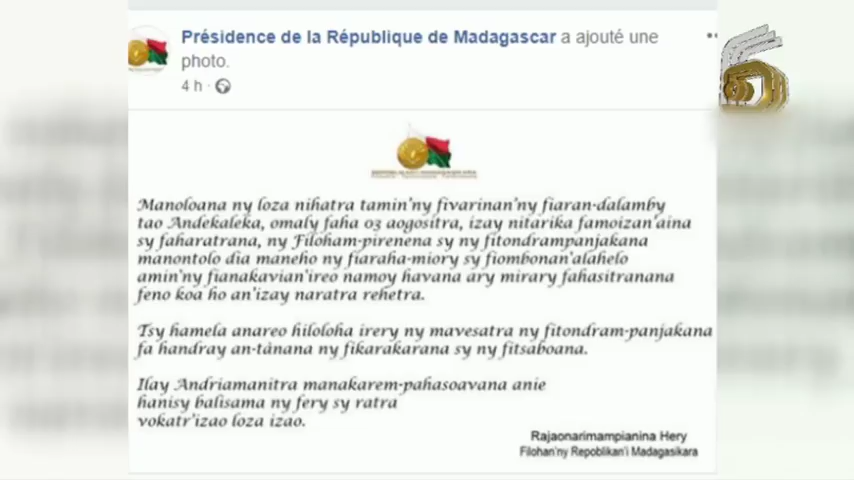 Présidence de la République de Madagascar a ajouté une
photo.
4 h
Manoloana ny loza nihatra tamin'ny fivarinan'ny fiaran-dalamby
tao Andekaleka, omaly faha 03 aogositra, izay nitarika famoizan'aina
sy faharatrana, ny Filoham-pirenena sy ny fitondrampanjakana
manontolo dia maneho ny fiaraha-miory sy fiombonan'alahelo
amin'ny fianakavian'ireo namoy havana ary mirary fahasitranana
feno koa ho an'izay naratra rehetra.
Tsy hamela anareo hiloloha irery ny mavesatra ny fitondram-panjakana
fa handray an-tànana ny fikarakarana sy ny fitsaboana.
Ilay Andriamanitra manakarem-pahasoavana anie
hanisy balisama ny fery sy ratra
vokatr'izao loza izao.
Rajaonarimampianina Hery
Filohan'ny Repoblikan'i Madagasikara